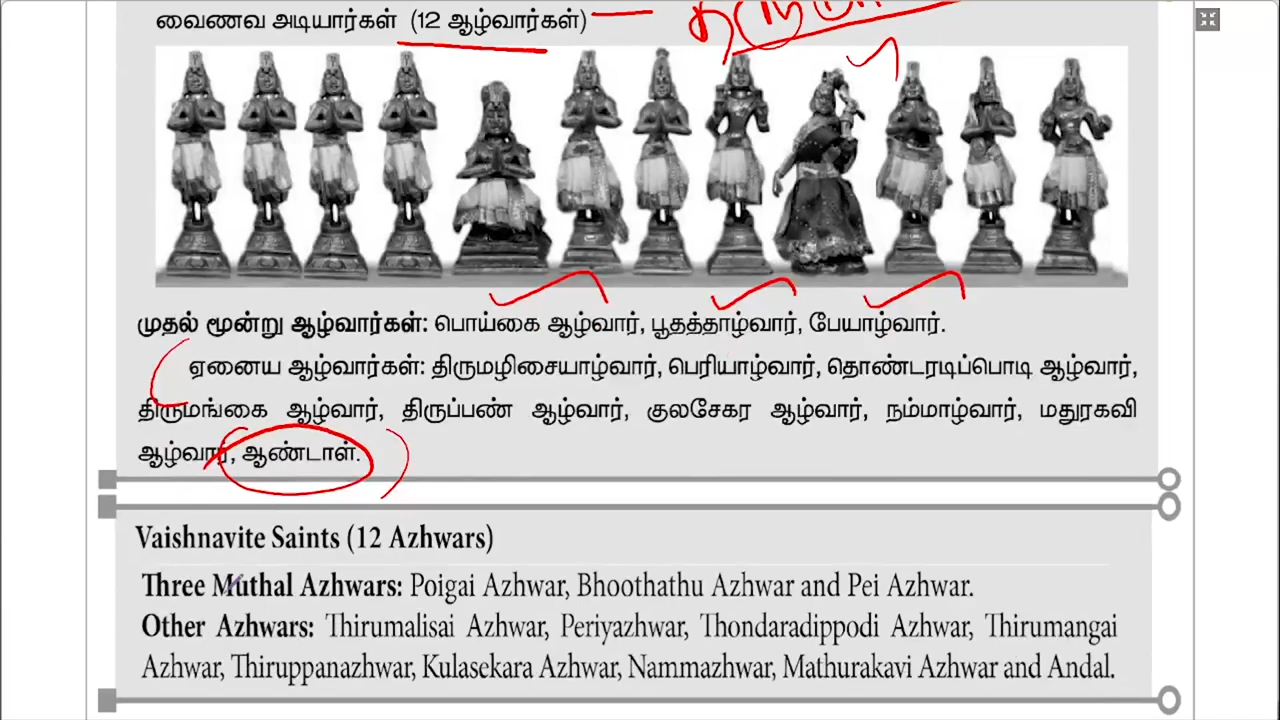 வைணவ அடியார்கள் (12 ஆழ்வார்கள்)
முதல் மூன்று ஆழ்வார்கள்: பொய்கை ஆழ்வார், பூதத்தாழ்வார், பேயாழ்வார்.
ஏனைய ஆழ்வார்கள்: திருமழிசையாழ்வார், பெரியாழ்வார், தொண்டரடிப்பொடி ஆழ்வார்,
திருமங்கை ஆழ்வார், திருப்பண் ஆழ்வார், குலசேகர ஆழ்வார், நம்மாழ்வார், மதுரகவி
ஆழ்வார், ஆண்டாள்.
Vaishnavite Saints (12 Azhwars)
Three Muthal Azhwars: Poigai Azhwar, Bhoothathu Azhwar and Pei Azhwar.
Other Azhwars: Thirumalisai Azhwar, Periyazhwar, Thondaradippodi Azhwar, Thirumangai
Azhwar, Thiruppanazhwar, Kulasekara Azhwar, Nammazhwar, Mathurakavi Azhwar and Andal.